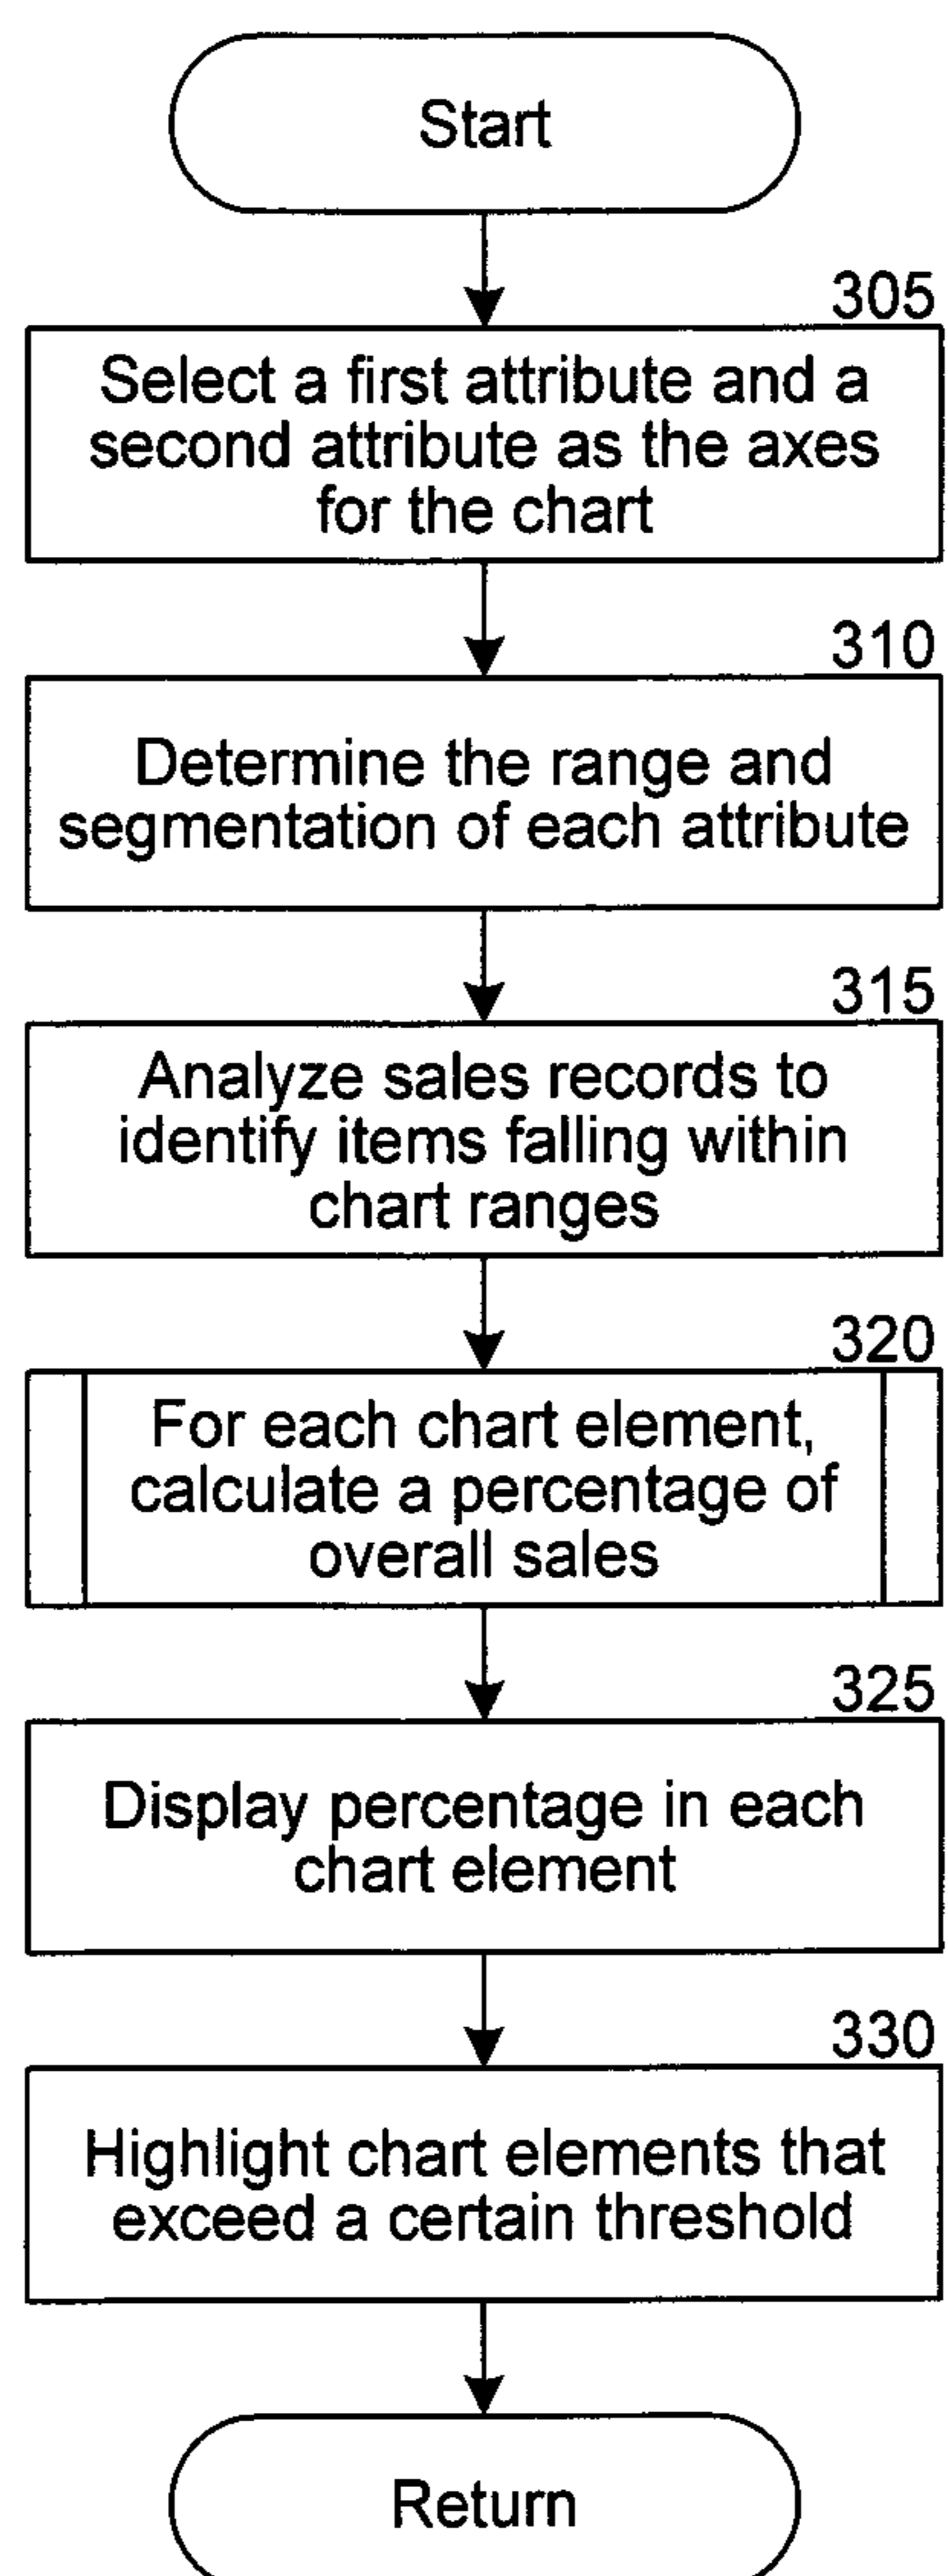 Start
305
Select a first attribute and a
second attribute as the axes
for the chart
310
Determine the range and
segmentation of each attribute
315
Analyze sales records to
identify items falling within
chart ranges
320
For each chart element,
calculate a percentage of
overall sales
325
Display percentage in each
chart element
330
Highlight chart elements that
exceed a certain threshold
Return